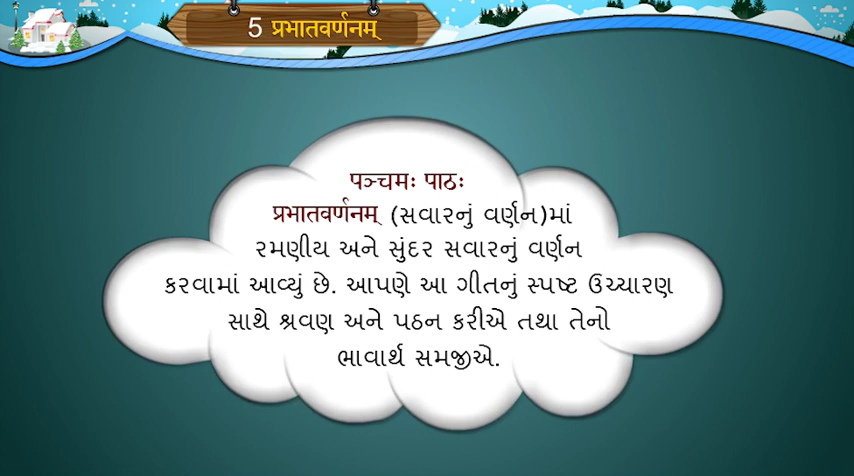 5 प्रभातवर्णनम्
पञ्चमः पाठः
प्रभातवर्णनम् (સવારનું વર્ણન)માં
રમણીય અને સુંદર સવારનું વર્ણન
કરવામાં આવ્યું છે. આપણે આ ગીતનું સ્પષ્ટ ઉચ્ચારણ
સાથે શ્રવણ અને પઠન કરીએ તથા તેનો
ભાવાર્થ સમજીએ.